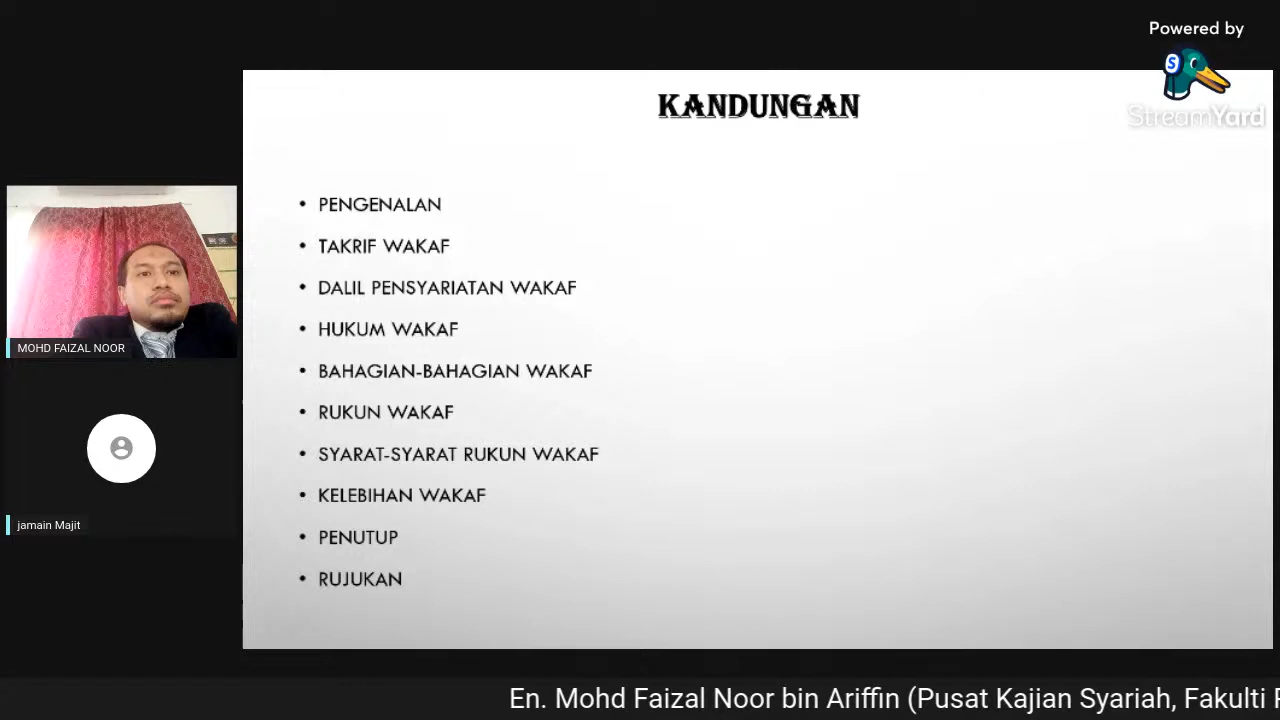 Powered by
S
StreamYard
KANDUNGAN
• PENGENALAN
• TAKRIF WAKAF
• DALIL PENSYARIATAN WAKAF
• HUKUM WAKAF
• BAHAGIAN-BAHAGIAN WAKAF
• RUKUN WAKAF
• SYARAT-SYARAT RUKUN WAKAF
• KELEBIHAN WAKAF
• PENUTUP
• RUJUKAN
MOHD FAIZAL NOOR
jamain Majit
En. Mohd Faizal Noor bin Ariffin (Pusat Kajian Syariah, Fakulti